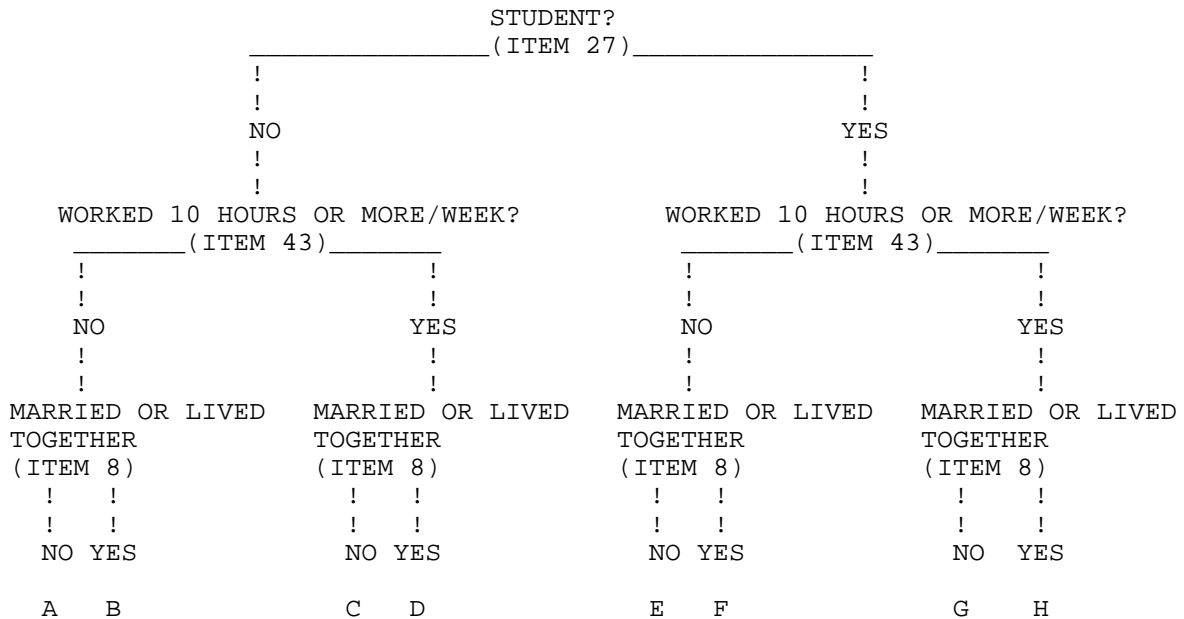 STUDENT?
(ITEM 27)
! !
! !
NO YES
! !
! !
WORKED 10 HOURS OR MORE/WEEK? WORKED 10 HOURS OR MORE/WEEK?
(ITEM 43) (ITEM 43)
! ! ! !
! ! ! !
NO YES NO YES
! ! ! !
! ! ! !
MARRIED OR LIVED MARRIED OR LIVED MARRIED OR LIVED MARRIED OR LIVED
TOGETHER TOGETHER TOGETHER TOGETHER
(ITEM 8) (ITEM 8) (ITEM 8) (ITEM 8)
! ! ! ! ! ! ! !
! ! ! ! ! ! ! !
NO YES NO YES NO YES NO YES
A B C D E F G H